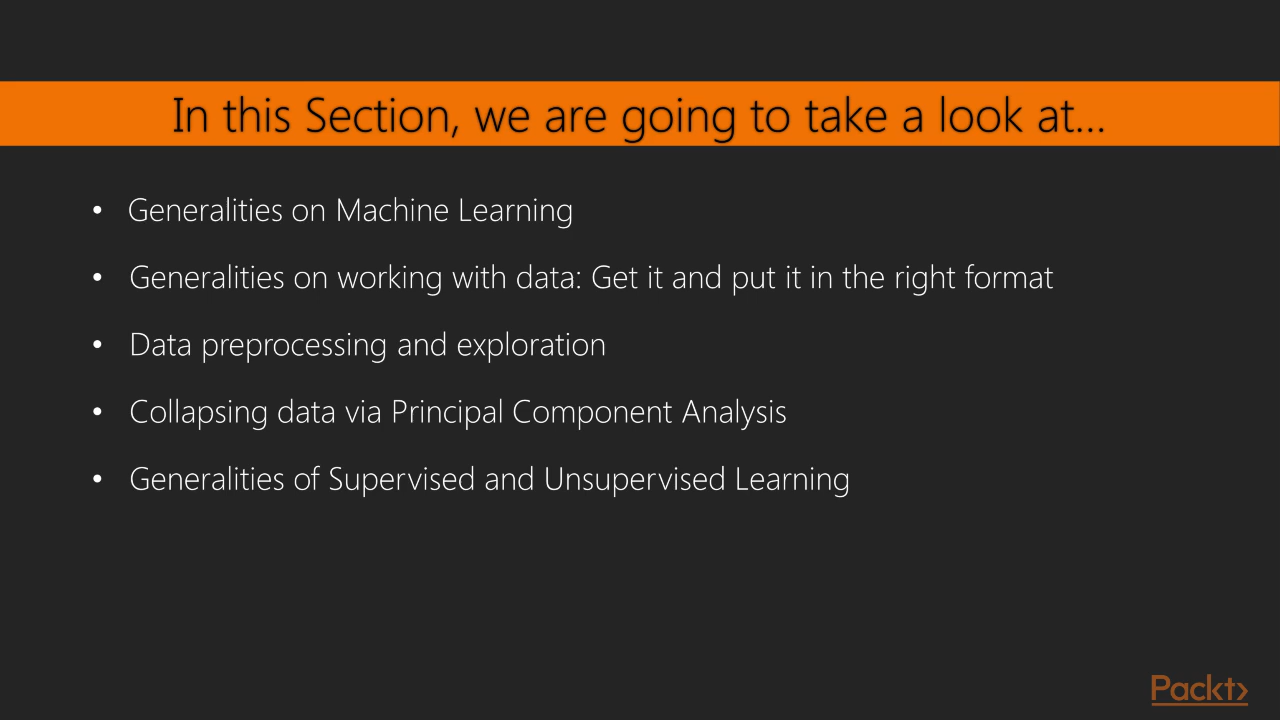 In this Section, we are going to take a look at...
• Generalities on Machine Learning
• Generalities on working with data: Get it and put it in the right format
• Data preprocessing and exploration
• Collapsing data via Principal Component Analysis
• Generalities of Supervised and Unsupervised Learning
Packt>